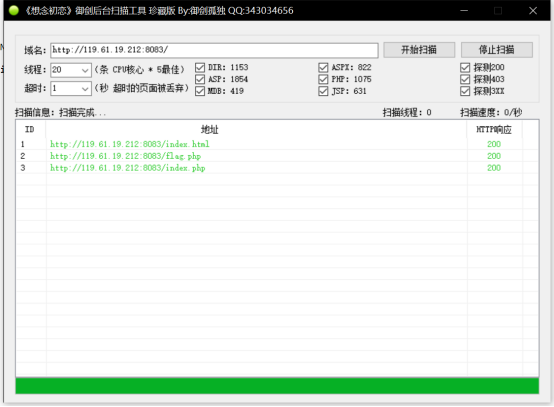 《想念初恋》御剑后台扫描工具 珍藏版 By:御剑孤独 QQ:343034656
域名: http://119.61.19.212:8083/ 开始扫描 停止扫描
线程: 20 (条 CPU核心 * 5最佳) DIR: 1153 ASPX: 822 探测200
ASP: 1854 PHP: 1075 探测403
超时: 1 (秒 超时的页面被丢弃) MDB: 419 JSP: 631 探测3XX
扫描信息: 扫描完成... 扫描线程: 0 扫描速度: 0/秒
ID 地址 HTTP响应
1 http://119.61.19.212:8083/index.html 200
2 http://119.61.19.212:8083/flag.php 200
3 http://119.61.19.212:8083/index.php 200